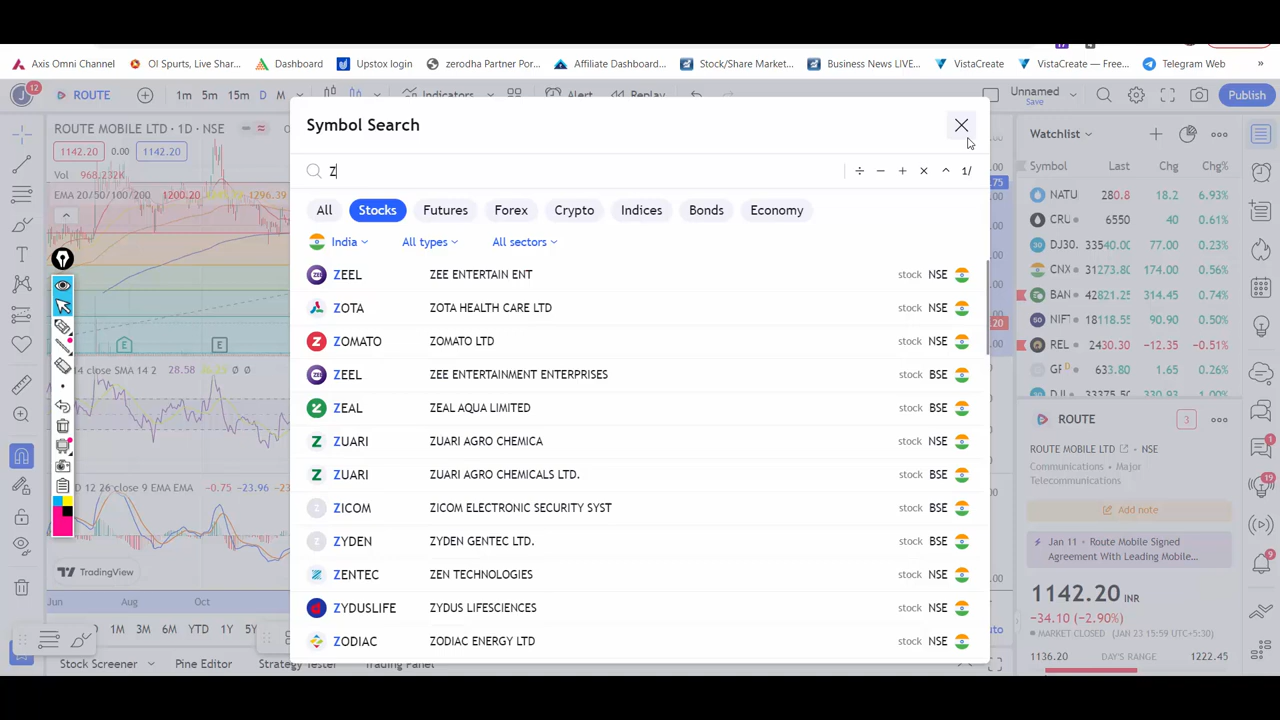 Axis Omni Channel
OI Spurts, Live Shar...
Dashboard
Upstox login
zerodha Partner Por...
Affiliate Dashboard...
Stock/Share Market...
Business News LIVE...
VistaCreate
VistaCreate — Free...
Telegram Web
»
J 12
ROUTE
1m 5m 15m D M
Indicators
Alert
Replay
Unnamed
Save
Publish
ROUTE MOBILE LTD · 1D · NSE
1142.20 0.00 1142.20
Vol 968.232K
EMA 20/50/100/200 1200.20 1296.39
E
E
14 close SMA 14 2 28.58 Ø Ø
D 12 26 close 9 EMA EMA -0.75 -23.96
TradingView
Jun Aug Oct
1D 1M 3M 6M YTD 1Y
Stock Screener
Pine Editor
Strategy Tester
Trading Panel
Symbol Search
Z
÷ − + × ^ 1/
All Stocks Futures Forex Crypto Indices Bonds Economy
India All types All sectors
ZEEL ZEE ENTERTAIN ENT stock NSE
ZOTA ZOTA HEALTH CARE LTD stock NSE
ZOMATO ZOMATO LTD stock NSE
ZEEL ZEE ENTERTAINMENT ENTERPRISES stock BSE
ZEAL ZEAL AQUA LIMITED stock BSE
ZUARI ZUARI AGRO CHEMICA stock NSE
ZUARI ZUARI AGRO CHEMICALS LTD. stock BSE
ZICOM ZICOM ELECTRONIC SECURITY SYST stock BSE
ZYDEN ZYDEN GENTEC LTD. stock BSE
ZENTEC ZEN TECHNOLOGIES stock NSE
ZYDUSLIFE ZYDUS LIFESCIENCES stock NSE
ZODIAC ZODIAC ENERGY LTD stock NSE
Watchlist
Symbol Last Chg Chg%
NATU 280.8 18.2 6.93%
CRU 6550 40 0.61%
DJ30. 33540.00 77.00 0.23%
CNX 31273.80 174.00 0.56%
BAN 42821.25 314.45 0.74%
NIFT 18118.55 90.90 0.50%
REL 2430.30 −12.35 −0.51%
D 633.80 1.65 0.26%
ROUTE
3
ROUTE MOBILE LTD · NSE
Communications • Major
Telecommunications
Add note
Jan 11 • Route Mobile Signed
Agreement With Leading Mobile...
1142.20 INR
−34.10 (−2.90%)
MARKET CLOSED (JAN 23 15:59 UTC+5:30)
1136.20 DAY'S RANGE 1222.45
1
19
9